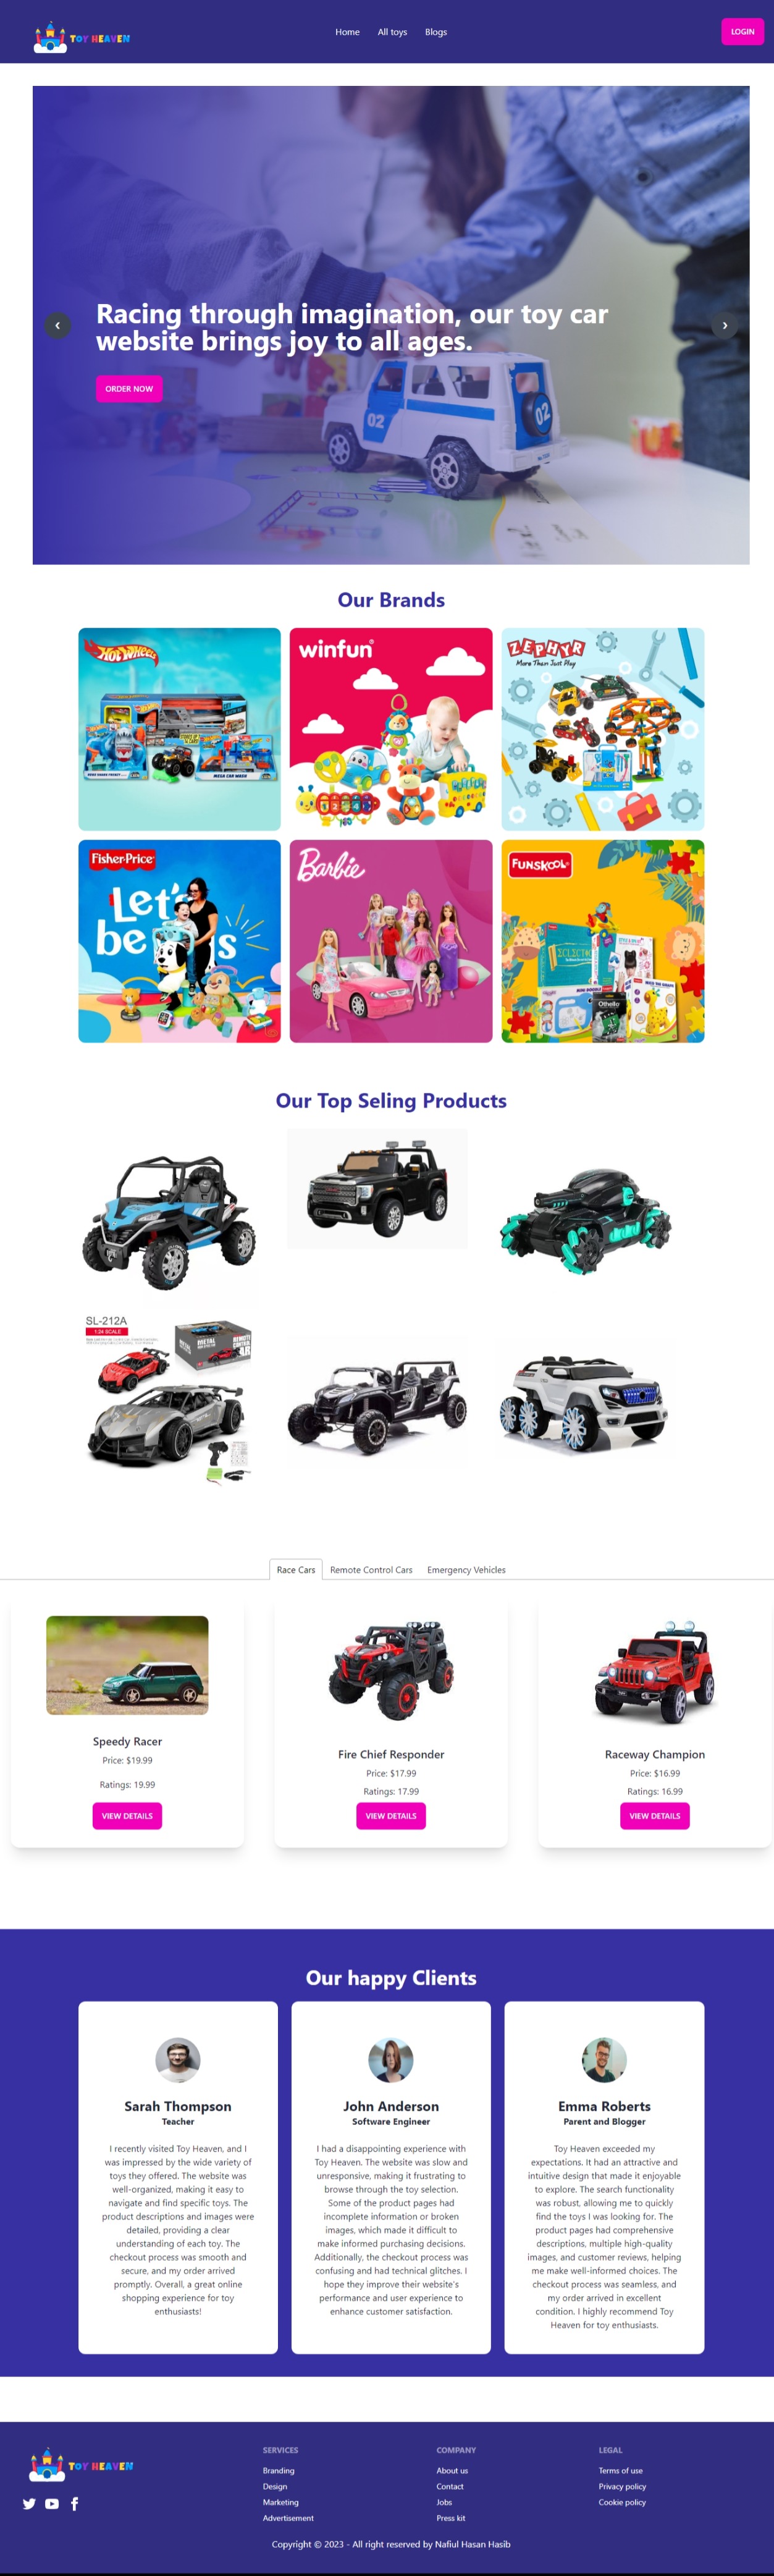 TOY HEAVEN
Home
All toys
Blogs
LOGIN
Racing through imagination, our toy car
website brings joy to all ages.
‹
›
ORDER NOW
02
02
Our Brands
Hot Wheels
MEGA CAR WASH
winfun®
ZEPHYR
More Than Just Play
Fisher-Price
Let's
be
s
Barbie
FUNSKOOL
Othello
Our Top Seling Products
SL-212A
1:24 SCALE
Race Cars
Remote Control Cars
Emergency Vehicles
Speedy Racer
Price: $19.99
Ratings: 19.99
VIEW DETAILS
Fire Chief Responder
Price: $17.99
Ratings: 17.99
VIEW DETAILS
Raceway Champion
Price: $16.99
Ratings: 16.99
VIEW DETAILS
Our happy Clients
Sarah Thompson
Teacher
I recently visited Toy Heaven, and I
was impressed by the wide variety of
toys they offered. The website was
well-organized, making it easy to
navigate and find specific toys. The
product descriptions and images were
detailed, providing a clear
understanding of each toy. The
checkout process was smooth and
secure, and my order arrived
promptly. Overall, a great online
shopping experience for toy
enthusiasts!
John Anderson
Software Engineer
I had a disappointing experience with
Toy Heaven. The website was slow and
unresponsive, making it frustrating to
browse through the toy selection.
Some of the product pages had
incomplete information or broken
images, which made it difficult to
make informed purchasing decisions.
Additionally, the checkout process was
confusing and had technical glitches. I
hope they improve their website's
performance and user experience to
enhance customer satisfaction.
Emma Roberts
Parent and Blogger
Toy Heaven exceeded my
expectations. It had an attractive and
intuitive design that made it enjoyable
to explore. The search functionality
was robust, allowing me to quickly
find the toys I was looking for. The
product pages had comprehensive
descriptions, multiple high-quality
images, and customer reviews, helping
me make well-informed choices. The
checkout process was seamless, and
my order arrived in excellent
condition. I highly recommend Toy
Heaven for toy enthusiasts.
TOY HEAVEN
SERVICES
Branding
Design
Marketing
Advertisement
COMPANY
About us
Contact
Jobs
Press kit
LEGAL
Terms of use
Privacy policy
Cookie policy
Copyright © 2023 - All right reserved by Nafiul Hasan Hasib